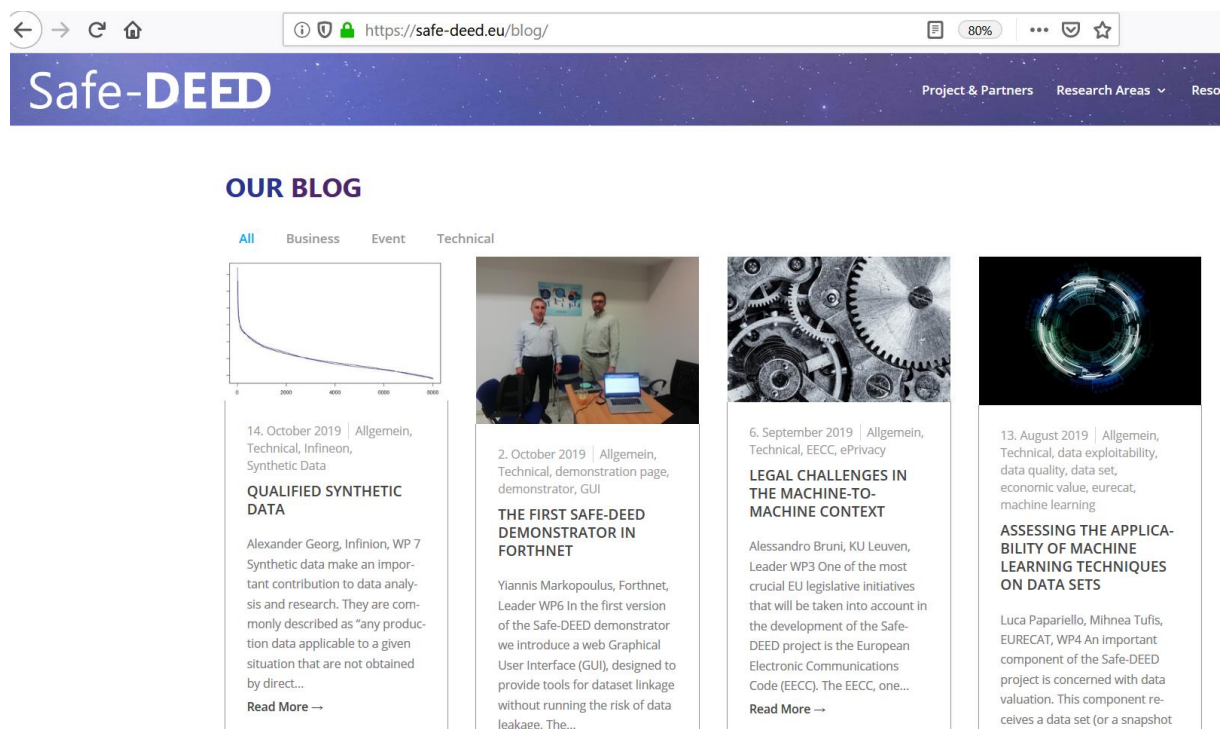 https://safe-deed.eu/blog/
80%
Safe-DEED
Project & Partners
Research Areas
Reso
OUR BLOG
All
Business
Event
Technical
0
2000
4000
6000
8000
14. October 2019 | Allgemein,
Technical, Infineon,
Synthetic Data
QUALIFIED SYNTHETIC
DATA
Alexander Georg, Infinion, WP 7
Synthetic data make an impor-
tant contribution to data analy-
sis and research. They are com-
monly described as “any produc-
tion data applicable to a given
situation that are not obtained
by direct...
Read More →
2. October 2019 | Allgemein,
Technical, demonstration page,
demonstrator, GUI
THE FIRST SAFE-DEED
DEMONSTRATOR IN
FORTHNET
Yiannis Markopoulus, Forthnet,
Leader WP6 In the first version
of the Safe-DEED demonstrator
we introduce a web Graphical
User Interface (GUI), designed to
provide tools for dataset linkage
without running the risk of data
leakage. The...
6. September 2019 | Allgemein,
Technical, EECC, ePrivacy
LEGAL CHALLENGES IN
THE MACHINE-TO-
MACHINE CONTEXT
Alessandro Bruni, KU Leuven,
Leader WP3 One of the most
crucial EU legislative initiatives
that will be taken into account in
the development of the Safe-
DEED project is the European
Electronic Communications
Code (EECC). The EECC, one...
Read More →
13. August 2019 | Allgemein,
Technical, data exploitability,
data quality, data set,
economic value, eurecat,
machine learning
ASSESSING THE APPLICA-
BILITY OF MACHINE
LEARNING TECHNIQUES
ON DATA SETS
Luca Papariello, Mihnea Tufis,
EURECAT, WP4 An important
component of the Safe-DEED
project is concerned with data
valuation. This component re-
ceives a data set (or a snapshot